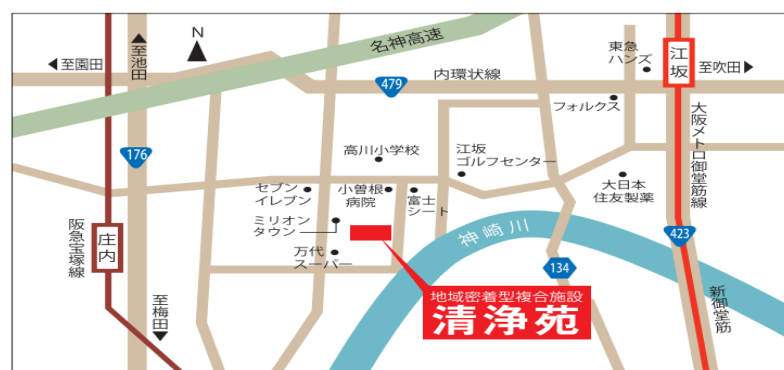 N
名神高速
東急
ハンズ
江坂
至吹田▶
◀至園田
▲至池田
479
内環状線
フォルクス
大阪メトロ御堂筋線
176
高川小学校
江坂
ゴルフセンター
セブン
イレブン
小曽根
病院
富士
シート
大日本
住友製薬
ミリオン
タウン
万代
スーパー
神崎川
423
阪急宝塚線
庄内
134
新御堂筋
至梅田▼
地域密着型複合施設
清浄苑